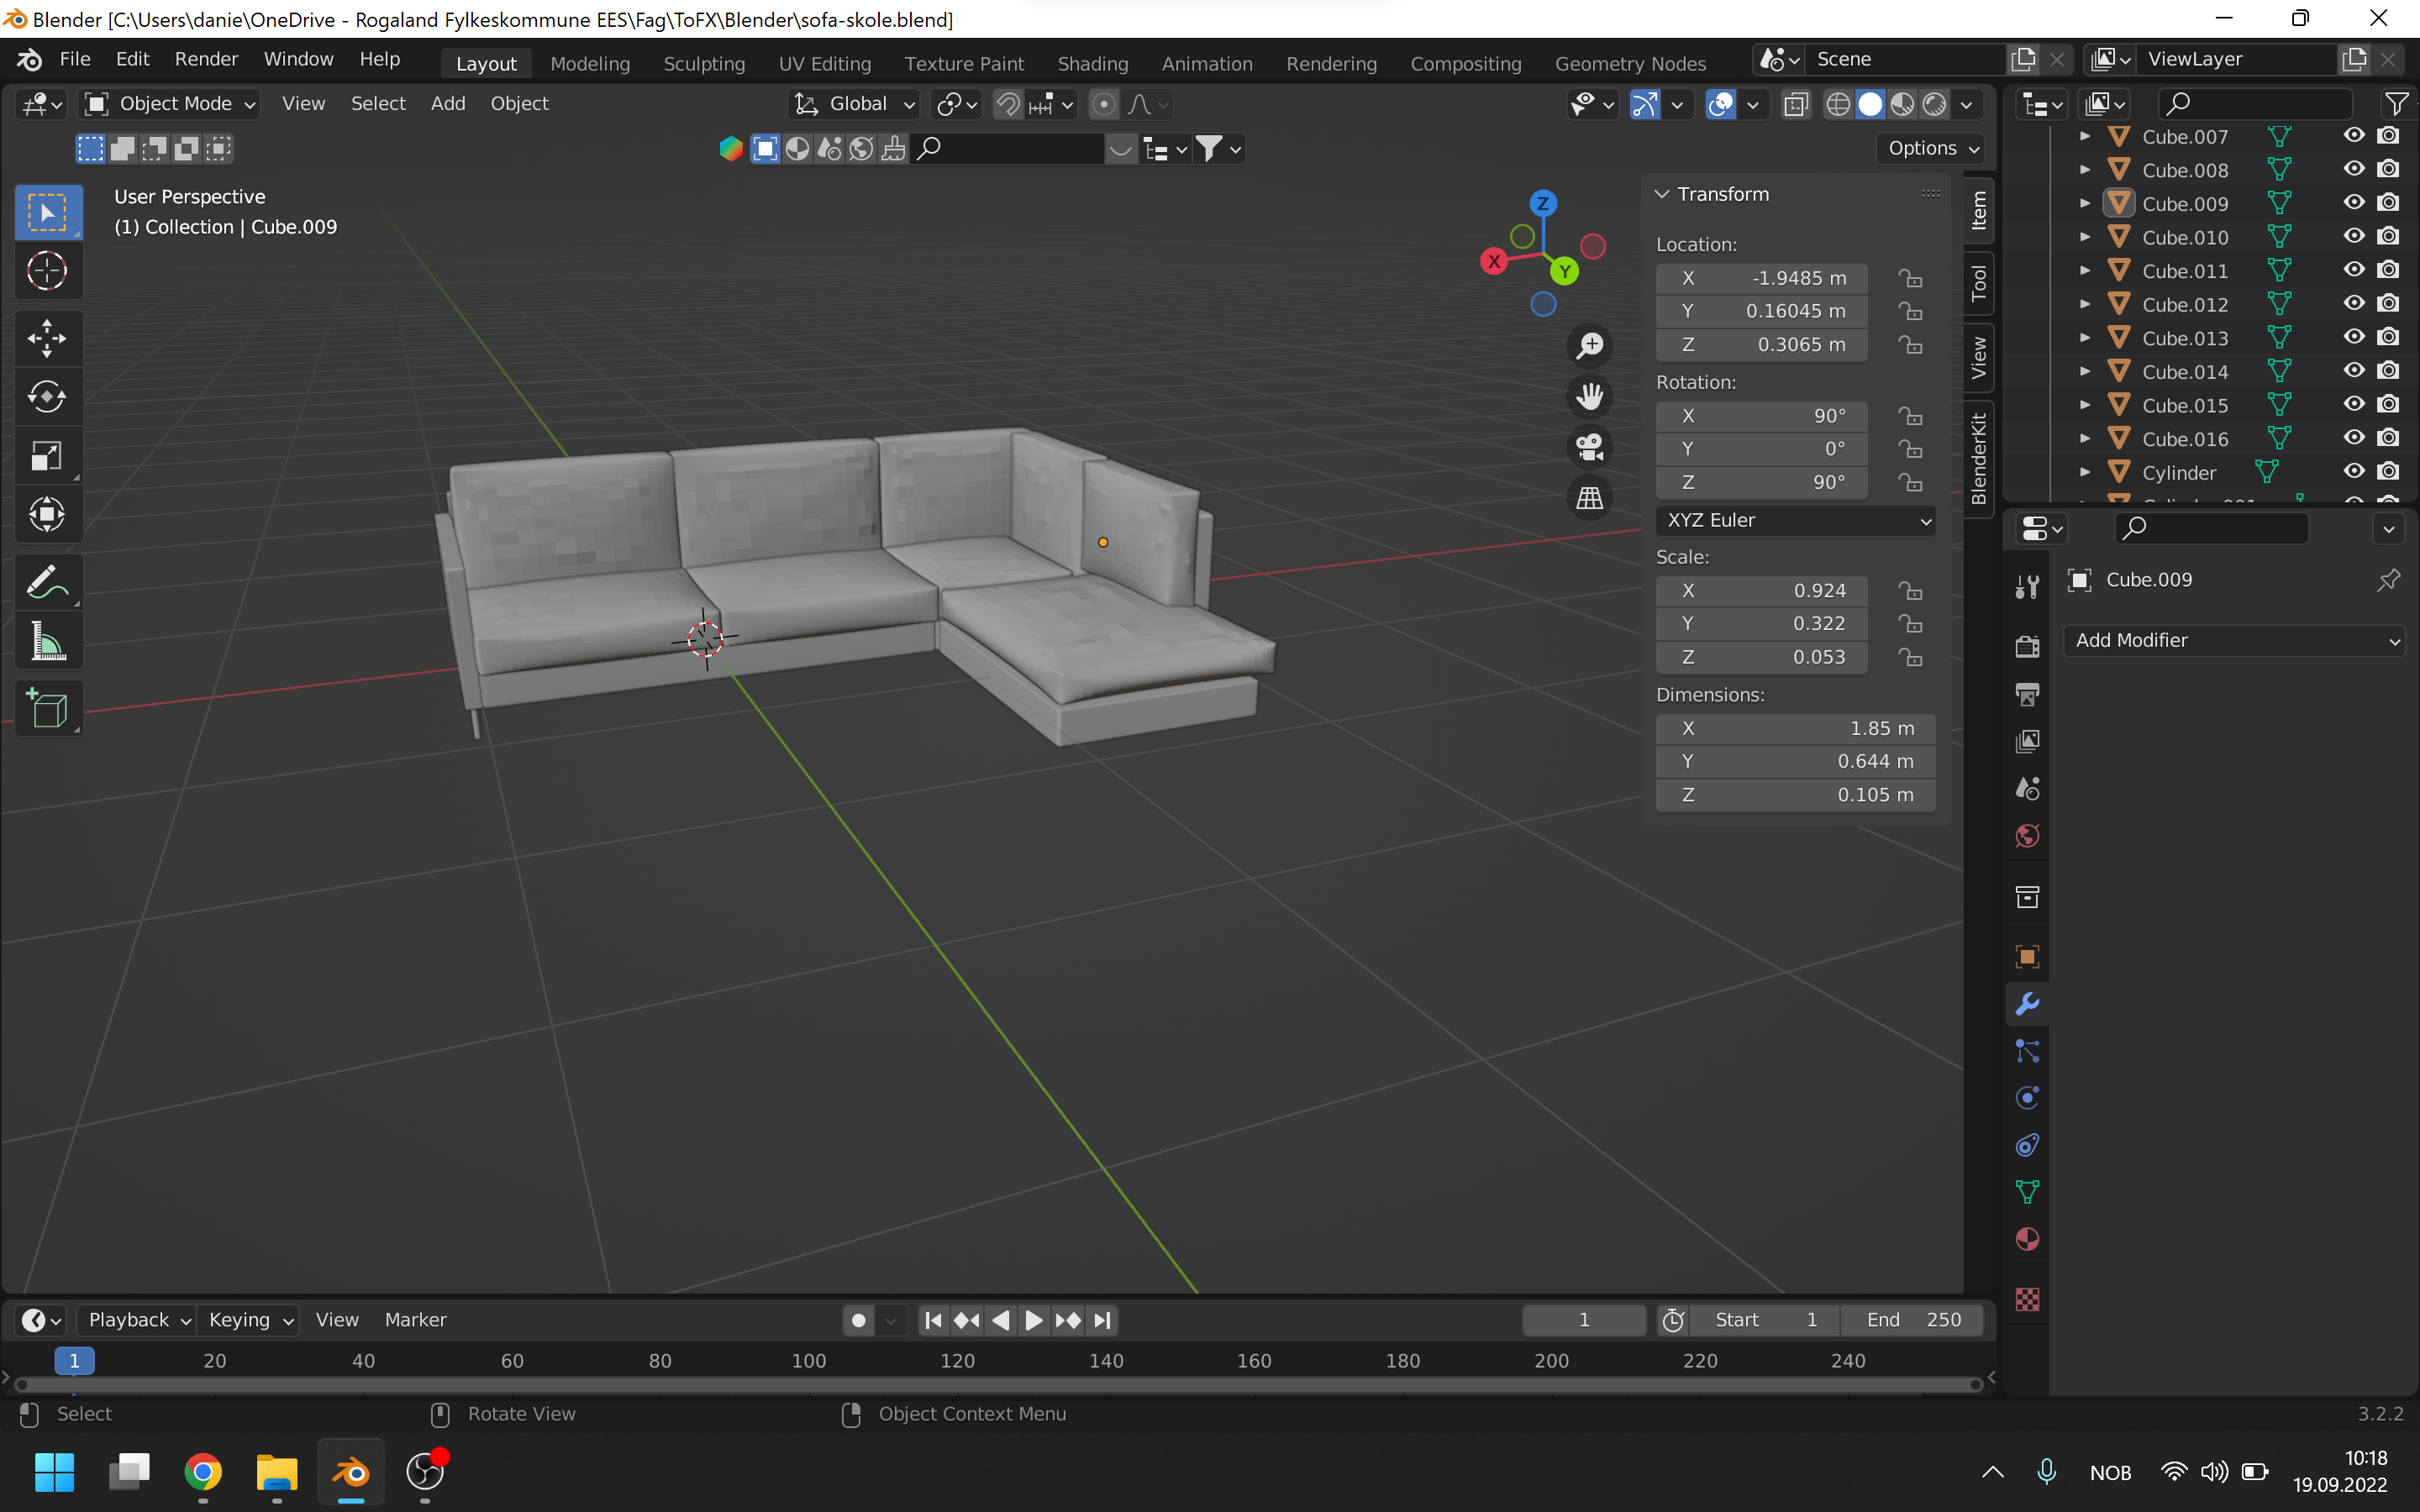 Blender [C:\Users\danie\OneDrive - Rogaland Fylkeskommune EES\Fag\ToFX\Blender\sofa-skole.blend]
File Edit Render Window Help Layout Modeling Sculpting UV Editing Texture Paint Shading Animation Rendering Compositing Geometry Nodes Scene ViewLayer
Object Mode View Select Add Object Global
Options
User Perspective
(1) Collection | Cube.009
Z
X
Y
Transform
Location:
X -1.9485 m
Y 0.16045 m
Z 0.3065 m
Rotation:
X 90°
Y 0°
Z 90°
XYZ Euler
Scale:
X 0.924
Y 0.322
Z 0.053
Dimensions:
X 1.85 m
Y 0.644 m
Z 0.105 m
Item
Tool
View
BlenderKit
Cube.007
Cube.008
Cube.009
Cube.010
Cube.011
Cube.012
Cube.013
Cube.014
Cube.015
Cube.016
Cylinder
Cube.009
Add Modifier
Playback Keying View Marker 1 Start 1 End 250
1 20 40 60 80 100 120 140 160 180 200 220 240
Select Rotate View Object Context Menu 3.2.2
NOB
10:18
19.09.2022